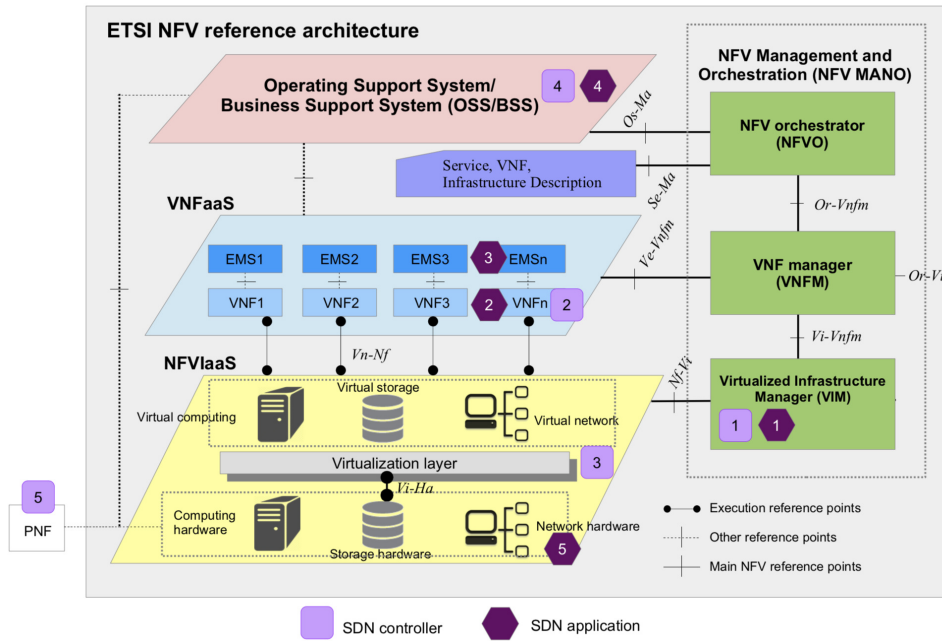 ETSI NFV reference architecture
Operating Support System/
Business Support System (OSS/BSS)
4
4
Os-Ma
NFV Management and
Orchestration (NFV MANO)
NFV orchestrator
(NFVO)
Service, VNF,
Infrastructure Description
Se-Ma
Or-Vnfm
VNFaaS
EMS1
EMS2
EMS3
3
EMSn
VNF1
VNF2
VNF3
2
VNFn
2
Ve-Vnfm
VNF manager
(VNFM)
Or-Vi
Vn-Nf
Vi-Vnfm
NFVIaaS
Nf-Vi
Virtualized Infrastructure
Manager (VIM)
1
1
Virtual storage
Virtual computing
Virtual network
Virtualization layer
3
Vi-Ha
5
PNF
Computing
hardware
Storage hardware
Network hardware
5
Execution reference points
Other reference points
Main NFV reference points
SDN controller
SDN application